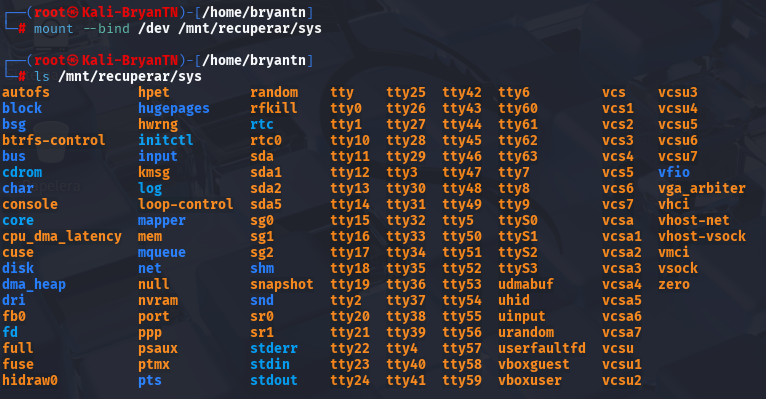 ┌──(root㉿Kali-BryanTN)-[/home/bryantn]
└─# mount --bind /dev /mnt/recuperar/sys

┌──(root㉿Kali-BryanTN)-[/home/bryantn]
└─# ls /mnt/recuperar/sys
autofs hpet random tty tty25 tty42 tty6 vcs vcsu3
block hugepages rfkill tty0 tty26 tty43 tty60 vcs1 vcsu4
bsg hwrng rtc tty1 tty27 tty44 tty61 vcs2 vcsu5
btrfs-control initctl rtc0 tty10 tty28 tty45 tty62 vcs3 vcsu6
bus input sda tty11 tty29 tty46 tty63 vcs4 vcsu7
cdrom kmsg sda1 tty12 tty3 tty47 tty7 vcs5 vfio
char log sda2 tty13 tty30 tty48 tty8 vcs6 vga_arbiter
console loop-control sda5 tty14 tty31 tty49 tty9 vcs7 vhci
core mapper sg0 tty15 tty32 tty5 ttyS0 vcsa vhost-net
cpu_dma_latency mem sg1 tty16 tty33 tty50 ttyS1 vcsa1 vhost-vsock
cuse mqueue sg2 tty17 tty34 tty51 ttyS2 vcsa2 vmci
disk net shm tty18 tty35 tty52 ttyS3 vcsa3 vsock
dma_heap null snapshot tty19 tty36 tty53 udmabuf vcsa4 zero
dri nvram snd tty2 tty37 tty54 uhid vcsa5
fb0 port sr0 tty20 tty38 tty55 uinput vcsa6
fd ppp sr1 tty21 tty39 tty56 urandom vcsa7
full psaux stderr tty22 tty4 tty57 userfaultfd vcsu
fuse ptmx stdin tty23 tty40 tty58 vboxguest vcsu1
hidraw0 pts stdout tty24 tty41 tty59 vboxuser vcsu2